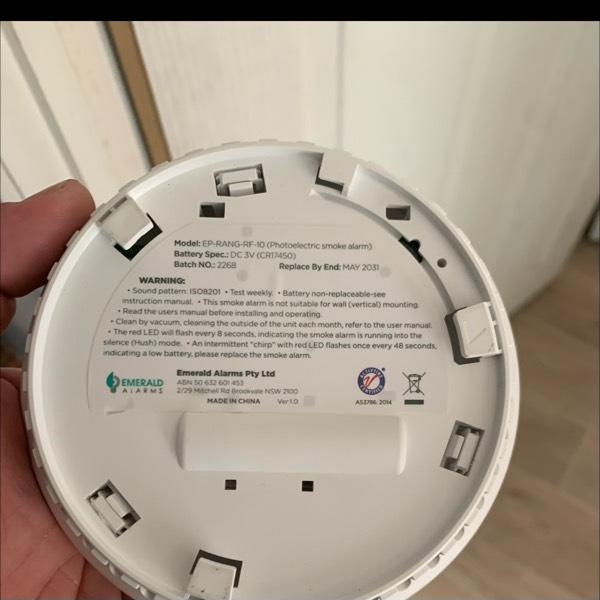 Model: EP-RANG-RF-10 (Photoelectric smoke alarm)
Battery Spec.: DC 3V (CR17450)
Batch NO.: 2268 Replace By End: MAY 2031
WARNING:
• Sound pattern: ISO8201 • Test weekly. • Battery non-replaceable-see
instruction manual. • This smoke alarm is not suitable for wall (vertical) mounting.
• Read the users manual before installing and operating.
• Clean by vacuum, cleaning the outside of the unit each month, refer to the user manual.
• The red LED will flash every 8 seconds, indicating the smoke alarm is running into the
silence (Hush) mode. • An intermittent "chirp" with red LED flashes once every 48 seconds,
indicating a low battery, please replace the smoke alarm.
EMERALD
ALARMS
Emerald Alarms Pty Ltd
ABN 50 632 601 453
2/29 Mitchell Rd Brookvale NSW 2100
MADE IN CHINA Ver1.0
AS3786: 2014